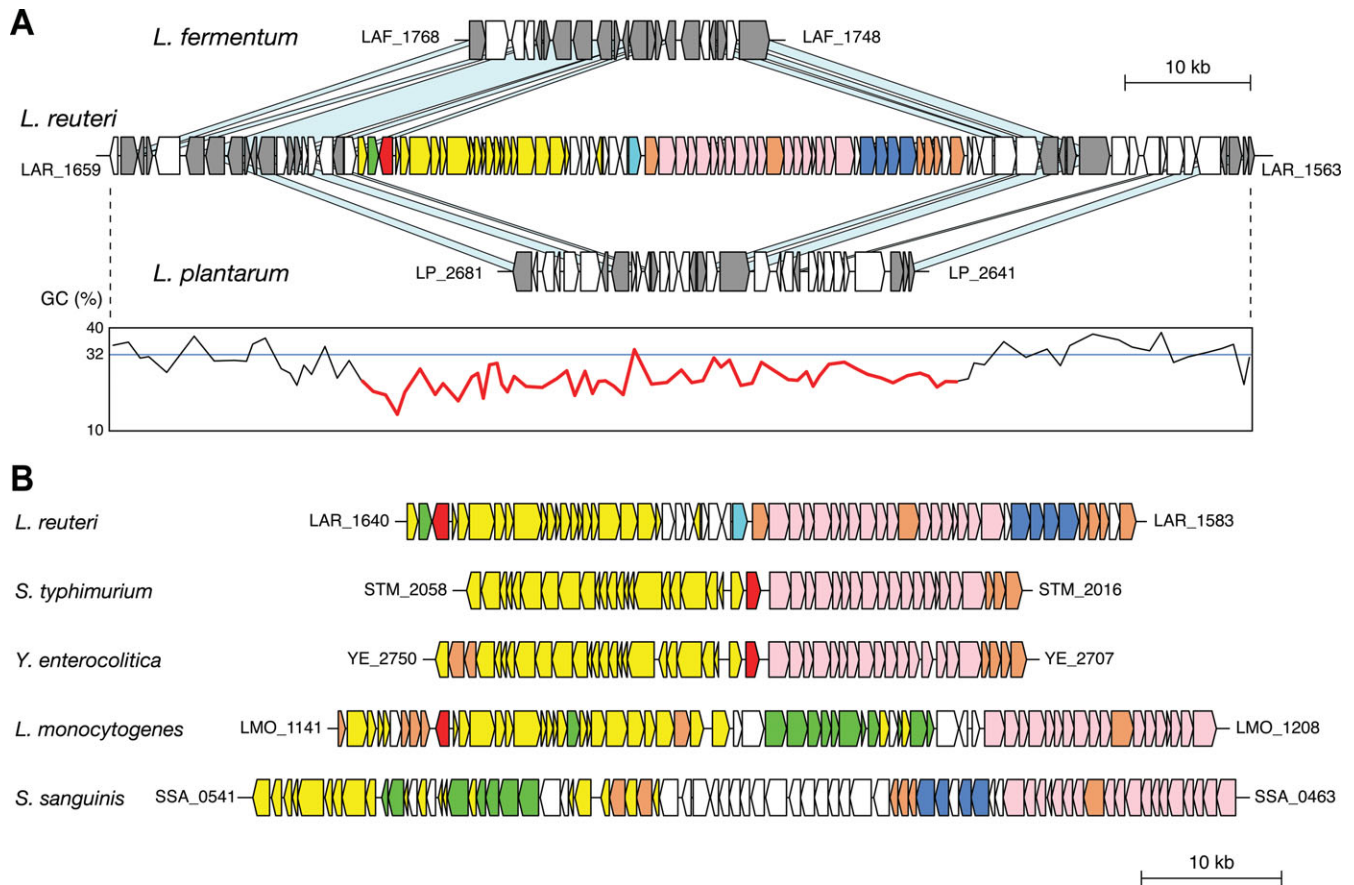 A
L. fermentum
LAF_1768
LAF_1748
10 kb
L. reuteri
LAR_1659
LAR_1563
L. plantarum
LP_2681
LP_2641
GC (%)
40
32
10
B
L. reuteri
LAR_1640
LAR_1583
S. typhimurium
STM_2058
STM_2016
Y. enterocolitica
YE_2750
YE_2707
L. monocytogenes
LMO_1141
LMO_1208
S. sanguinis
SSA_0541
SSA_0463
10 kb